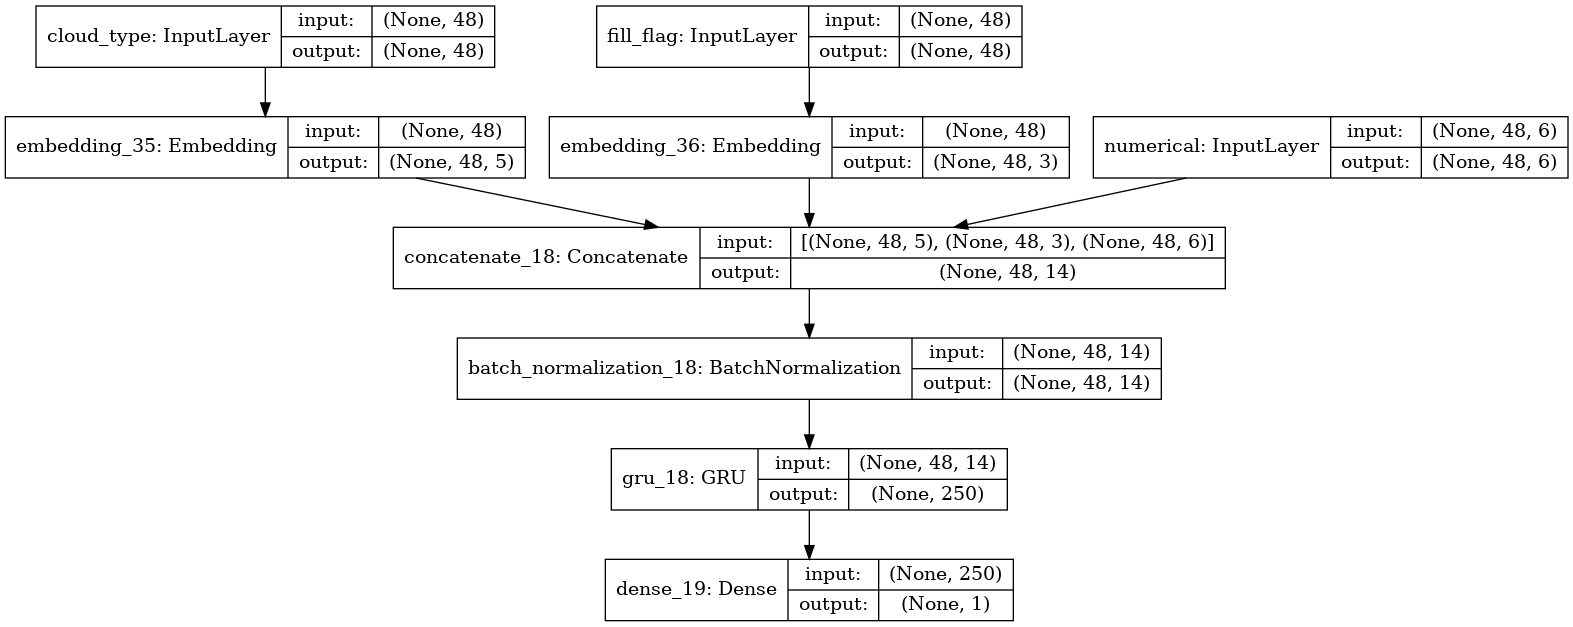 cloud_type: InputLayer
input: (None, 48)
output: (None, 48)
fill_flag: InputLayer
input: (None, 48)
output: (None, 48)
embedding_35: Embedding
input: (None, 48)
output: (None, 48, 5)
embedding_36: Embedding
input: (None, 48)
output: (None, 48, 3)
numerical: InputLayer
input: (None, 48, 6)
output: (None, 48, 6)
concatenate_18: Concatenate
input: [(None, 48, 5), (None, 48, 3), (None, 48, 6)]
output: (None, 48, 14)
batch_normalization_18: BatchNormalization
input: (None, 48, 14)
output: (None, 48, 14)
gru_18: GRU
input: (None, 48, 14)
output: (None, 250)
dense_19: Dense
input: (None, 250)
output: (None, 1)